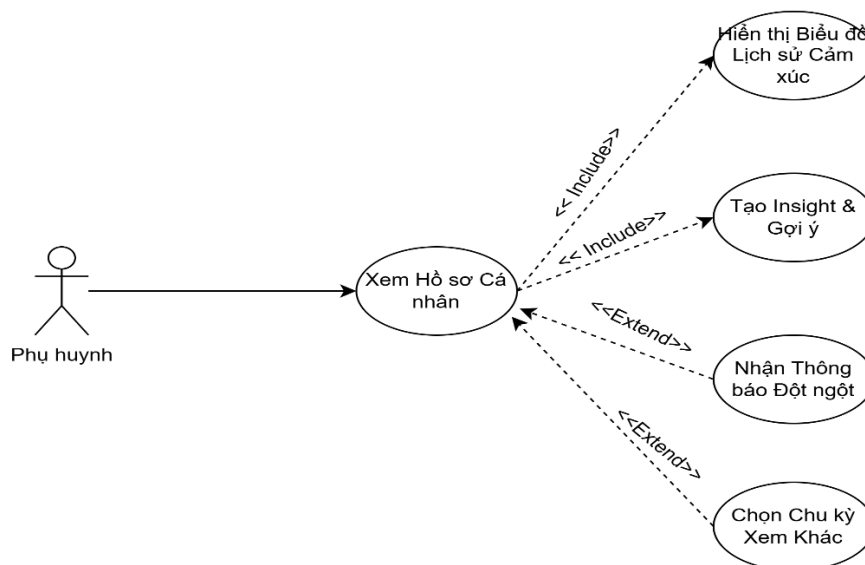 Hiển thị Biểu đồ
Lịch sử Cảm
xúc
<< Include>>
Tạo Insight &
Gợi ý
<< Include>>
Xem Hồ sơ Cá
nhân
Phụ huynh
<<Extend>>
Nhận Thông
báo Đột ngột
<<Extend>>
Chọn Chu kỳ
Xem Khác